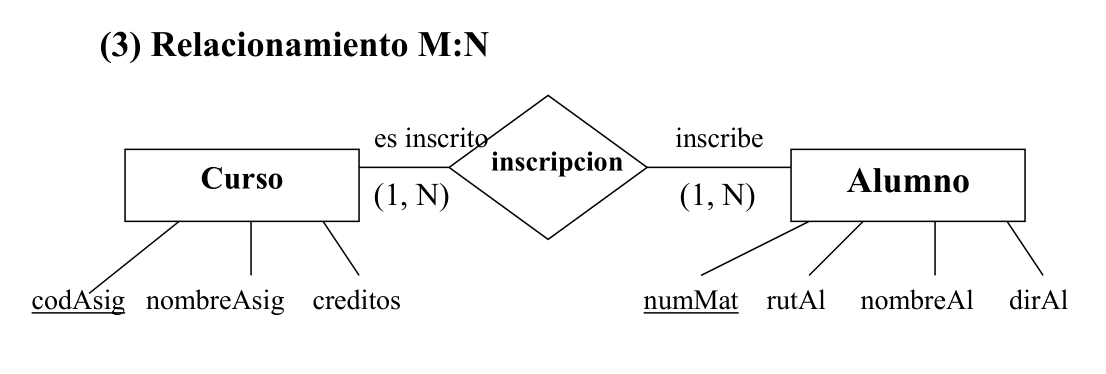 (3) Relacionamiento M:N
es inscrito
inscribe
inscripcion
Curso
Alumno
(1, N)
(1, N)
codAsig nombreAsig creditos
numMat rutAl nombreAl dirAl